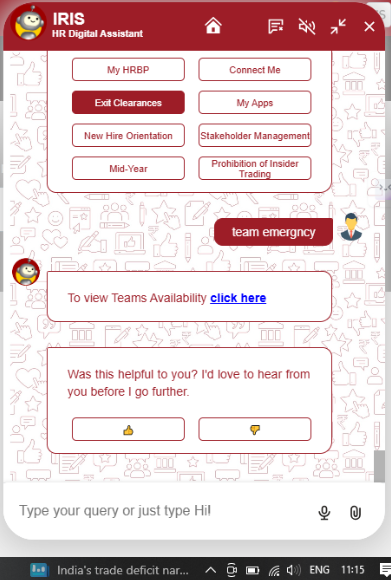 IRIS
HR Digital Assistant
My HRBP
Connect Me
Exit Clearances
My Apps
New Hire Orientation
Stakeholder Management
Mid-Year
Prohibition of Insider
Trading
team emergncy
To view Teams Availability click here
Was this helpful to you? I'd love to hear from
you before I go further.
Type your query or just type Hi!
India's trade deficit nar...
ENG
11:15